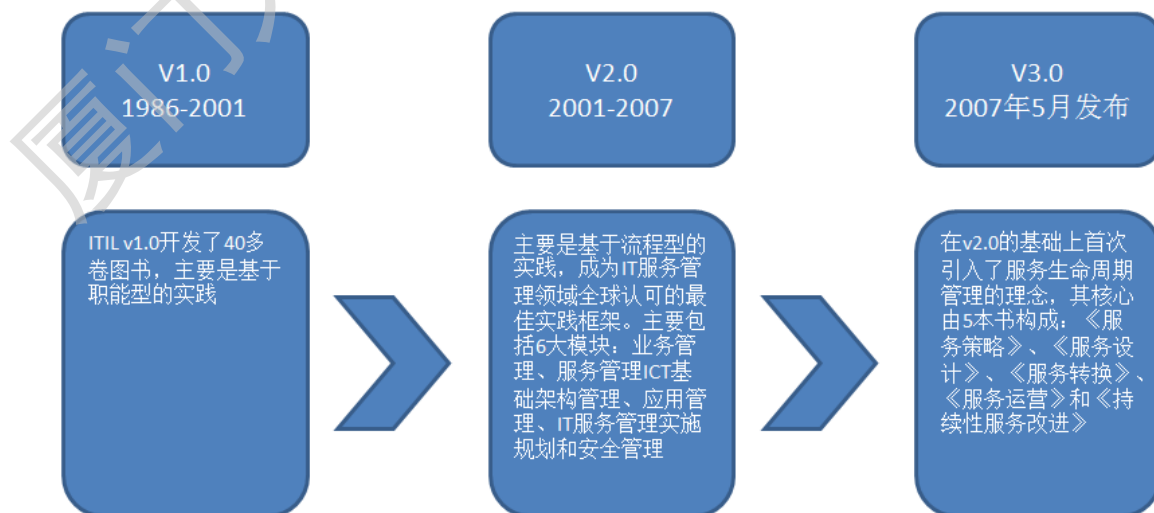 V1.0
1986-2001
V2.0
2001-2007
V3.0
2007年5月发布
ITIL v1.0开发了40多
卷图书，主要是基于
职能型的实践
主要是基于流程型的
实践，成为IT服务管
理领域全球认可的最
佳实践框架。主要包
括6大模块：业务管
理、服务管理ICT基
础架构管理、应用管
理、IT服务管理实施
规划和安全管理
在v2.0的基础上首次
引入了服务生命周期
管理的理念，其核心
由5本书构成：《服
务策略》、《服务设
计》、《服务转换》、
《服务运营》和《持
续性服务改进》
厦门